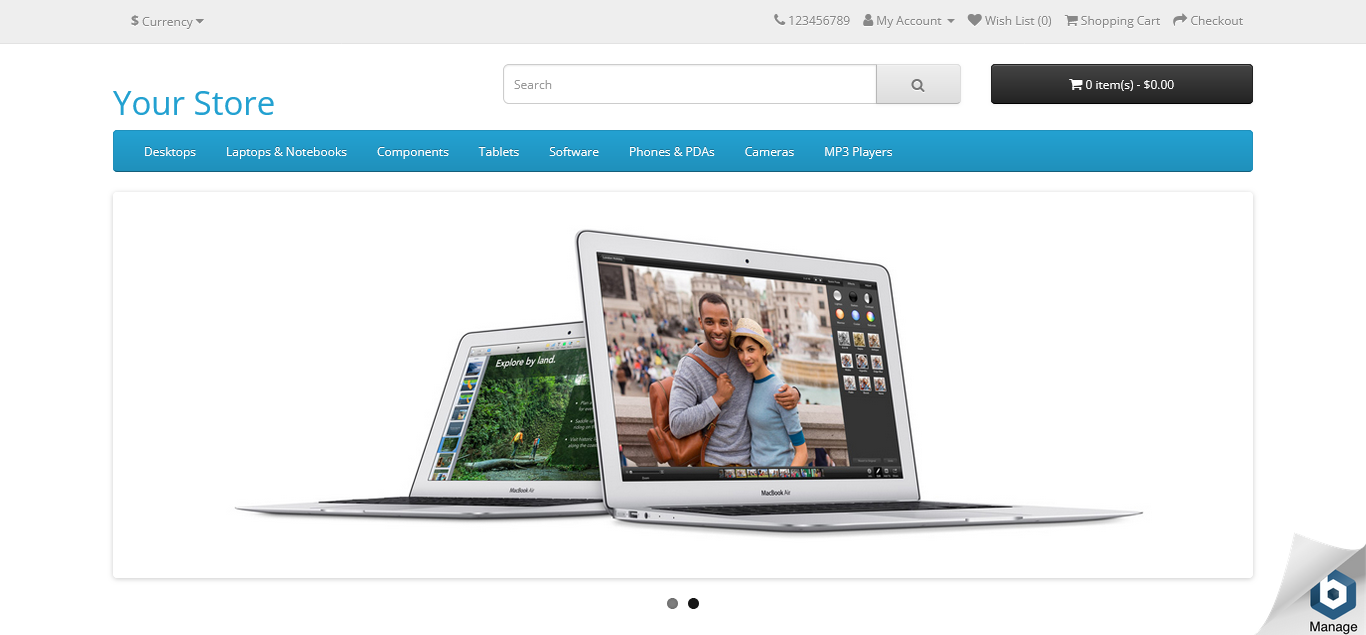 $ Currency
123456789 My Account Wish List (0) Shopping Cart Checkout
Your Store
Search
0 item(s) - $0.00
Desktops Laptops & Notebooks Components Tablets Software Phones & PDAs Cameras MP3 Players
Explore by land.
MacBook Air
MacBook Air
Manage